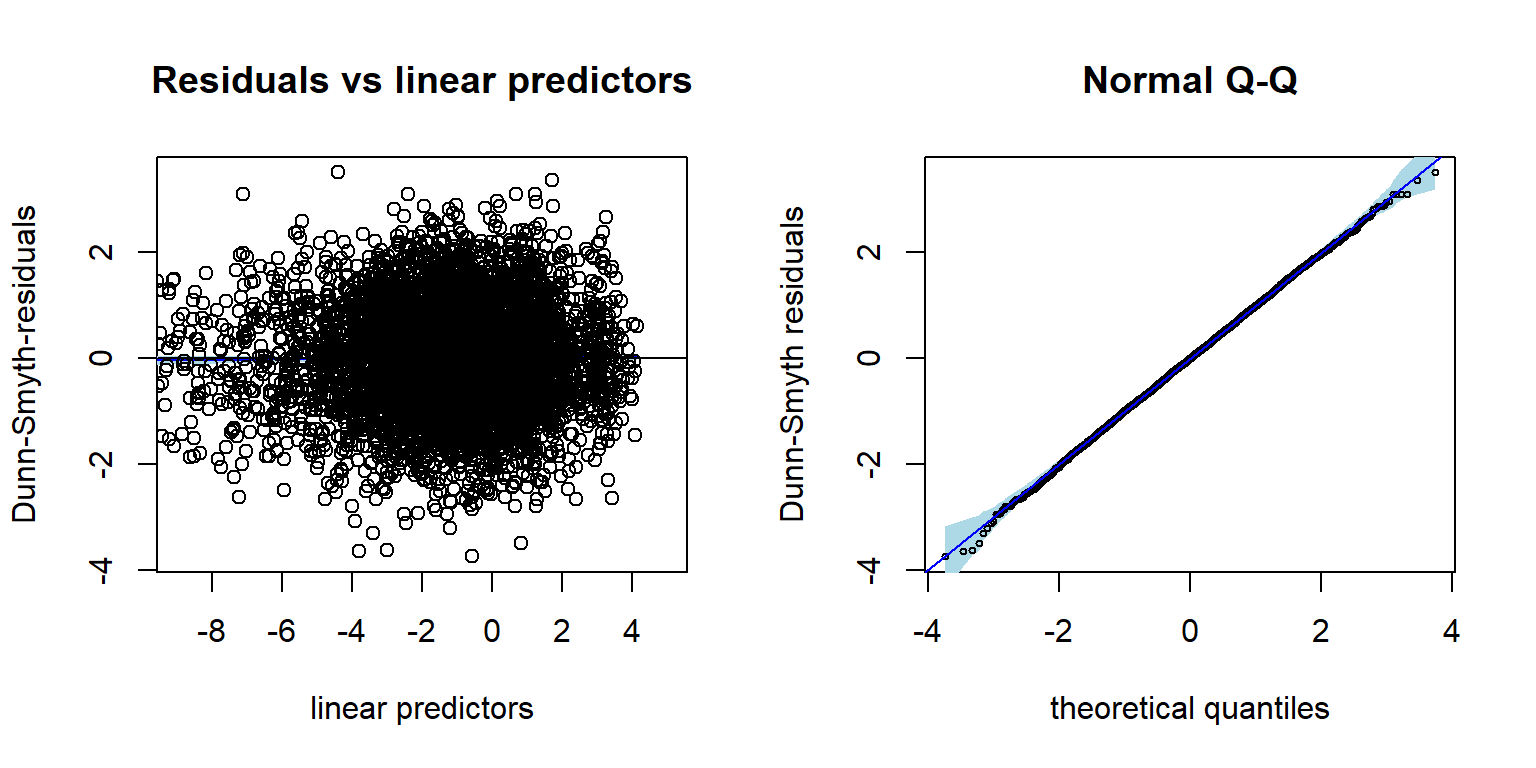 Residuals vs linear predictors
Dunn-Smyth-residuals
2
0
-2
-4
-8 -6 -4 -2 0 2 4
linear predictors
Normal Q-Q
Dunn-Smyth residuals
2
0
-2
-4
-4 -2 0 2 4
theoretical quantiles